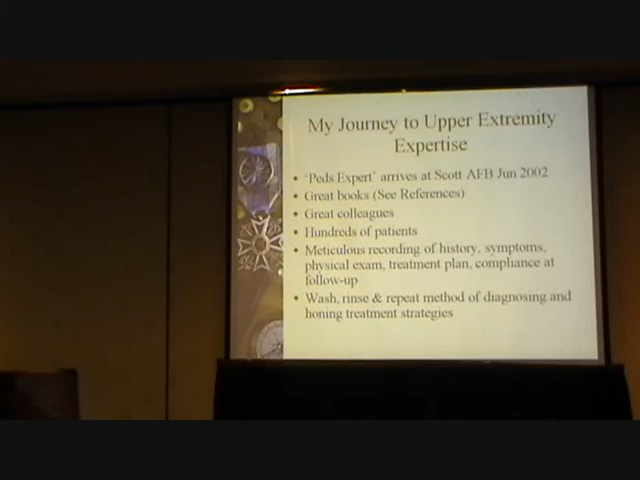 My Journey to Upper Extremity
Expertise
• 'Peds Expert' arrives at Scott AFB Jun 2002
• Great books (See References)
• Great colleagues
• Hundreds of patients
• Meticulous recording of history, symptoms,
physical exam, treatment plan, compliance at
follow-up
• Wash, rinse & repeat method of diagnosing and
honing treatment strategies